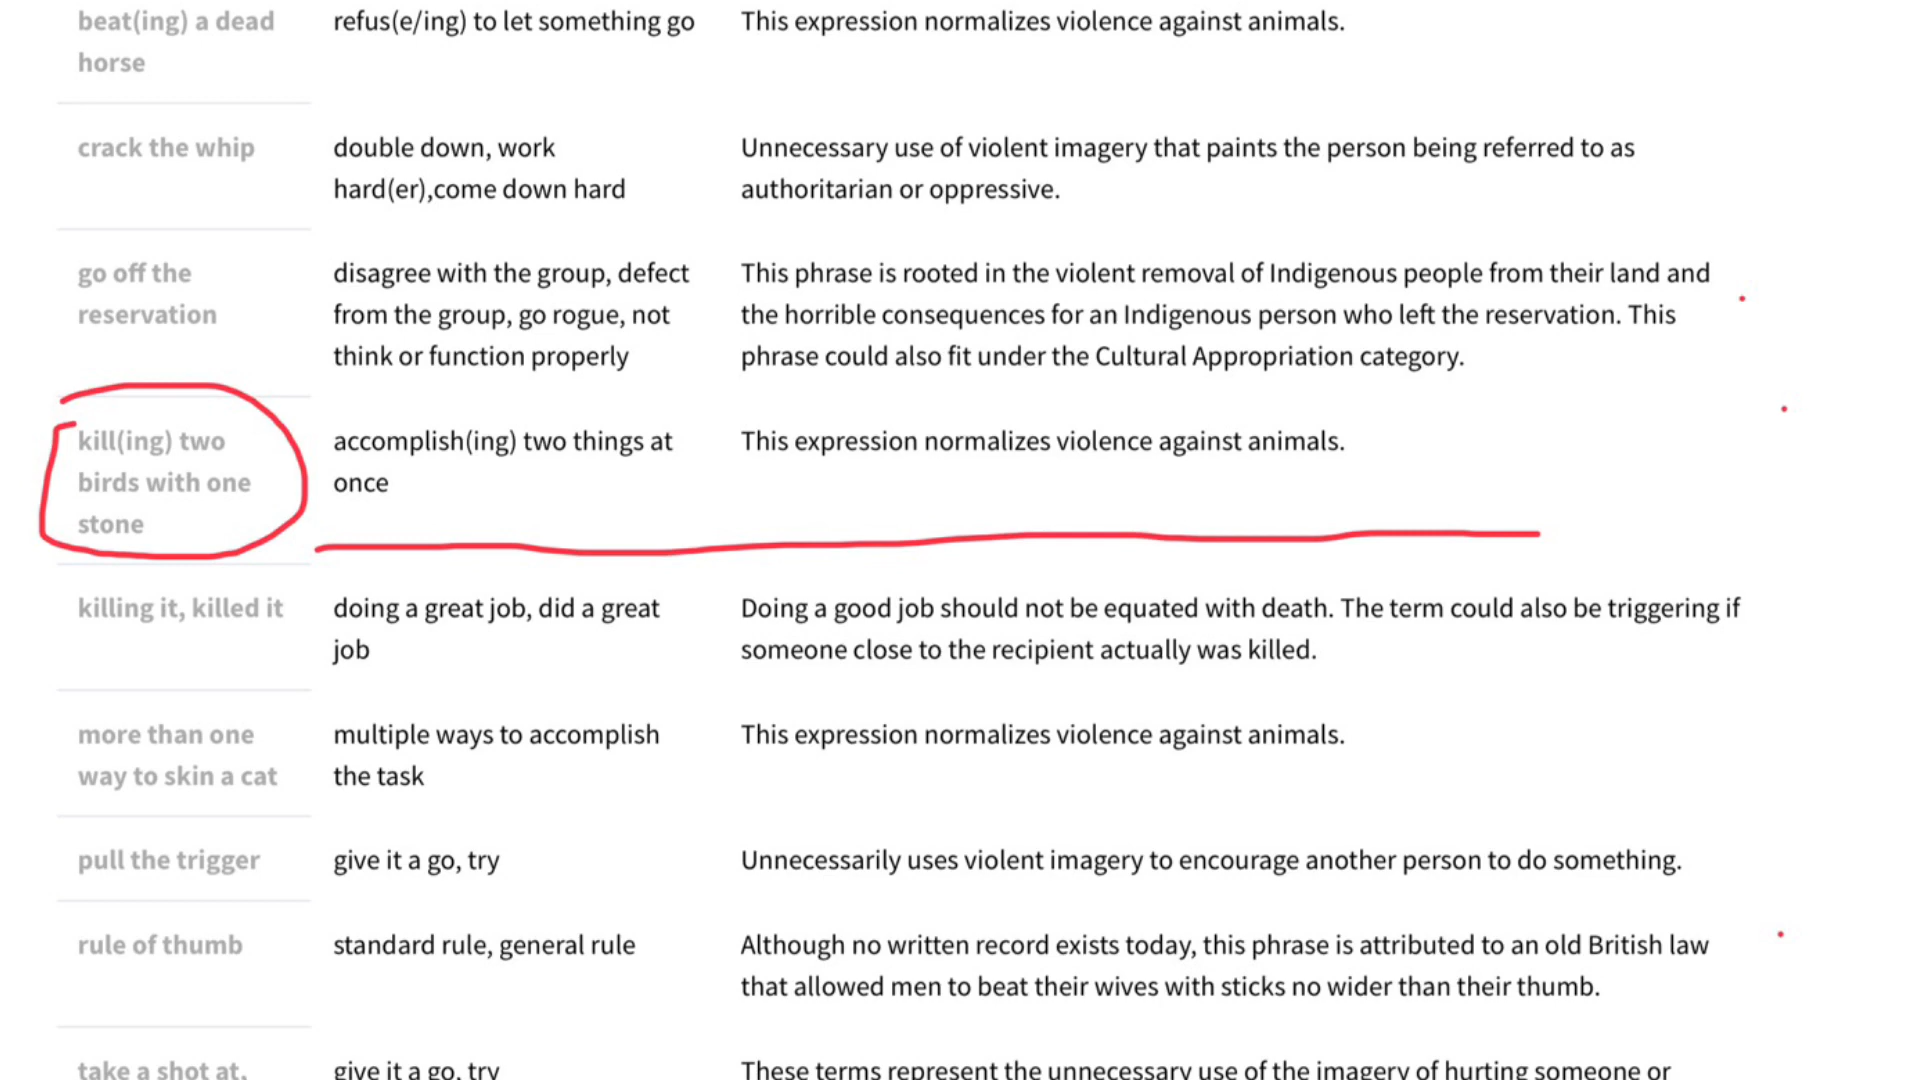 beat(ing) a dead refus(e/ing) to let something go This expression normalizes violence against animals.
horse
crack the whip double down, work Unnecessary use of violent imagery that paints the person being referred to as
hard(er),come down hard authoritarian or oppressive.
go off the disagree with the group, defect This phrase is rooted in the violent removal of Indigenous people from their land and
reservation from the group, go rogue, not the horrible consequences for an Indigenous person who left the reservation. This
think or function properly phrase could also fit under the Cultural Appropriation category.
kill(ing) two accomplish(ing) two things at This expression normalizes violence against animals.
birds with one once
stone
killing it, killed it doing a great job, did a great Doing a good job should not be equated with death. The term could also be triggering if
job someone close to the recipient actually was killed.
more than one multiple ways to accomplish This expression normalizes violence against animals.
way to skin a cat the task
pull the trigger give it a go, try Unnecessarily uses violent imagery to encourage another person to do something.
rule of thumb standard rule, general rule Although no written record exists today, this phrase is attributed to an old British law
that allowed men to beat their wives with sticks no wider than their thumb.
take a shot at, give it a go, try These terms represent the unnecessary use of the imagery of hurting someone or